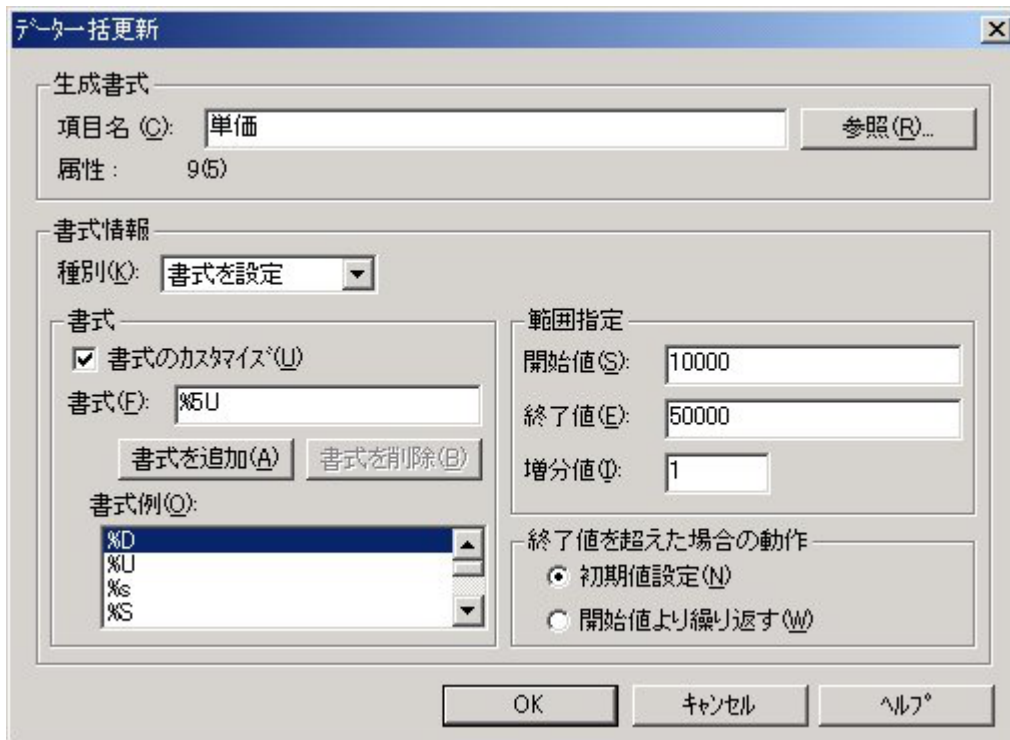 データ一括更新
生成書式
項目名 (C): 単価 参照(R)...
属性 : 9(5)
書式情報
種別(K): 書式を設定
書式
書式のカスタマイズ(U)
書式(F): %5U
書式を追加(A) 書式を削除(B)
書式例(O):
%D
%U
%s
%S
範囲指定
開始値(S): 10000
終了値(E): 50000
増分値(I): 1
終了値を超えた場合の動作
初期値設定(N)
開始値より繰り返す(W)
OK キャンセル ヘルプ